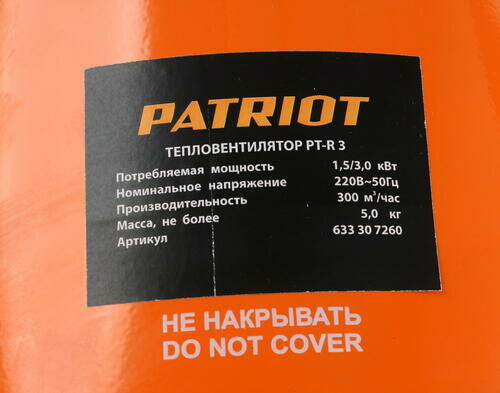 PATRIOT
ТЕПЛОВЕНТИЛЯТОР PT-R 3
Потребляемая мощность 1,5/3,0 кВт
Номинальное напряжение 220В~50Гц
Производительность 300 м³/час
Масса, не более 5,0 кг
Артикул 633 30 7260
НЕ НАКРЫВАТЬ
DO NOT COVER